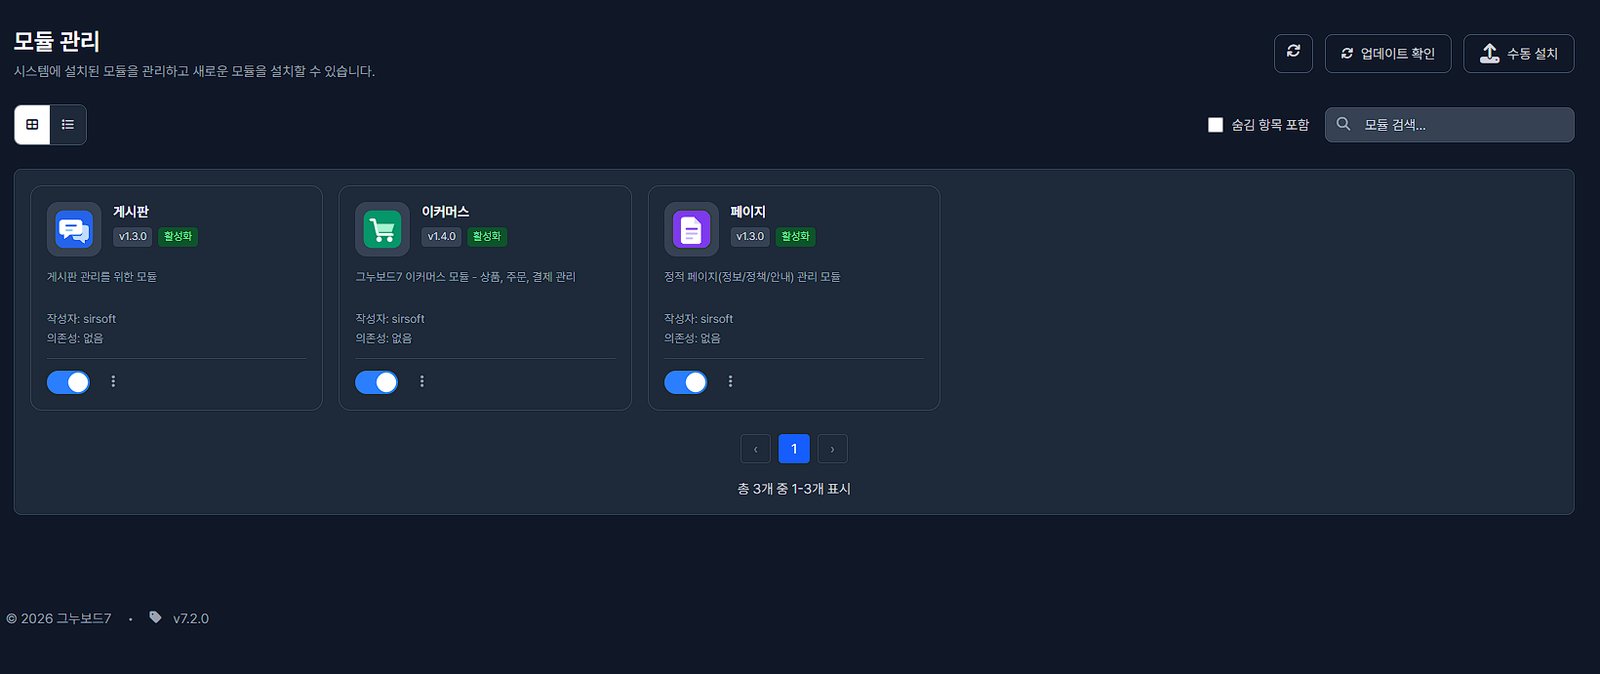 모듈 관리
시스템에 설치된 모듈을 관리하고 새로운 모듈을 설치할 수 있습니다.
업데이트 확인
수동 설치
숨김 항목 포함
모듈 검색...
게시판
v1.3.0 활성화
게시판 관리를 위한 모듈
작성자: sirsoft
의존성: 없음
이커머스
v1.4.0 활성화
그누보드7 이커머스 모듈 - 상품, 주문, 결제 관리
작성자: sirsoft
의존성: 없음
페이지
v1.3.0 활성화
정적 페이지(정보/정책/안내) 관리 모듈
작성자: sirsoft
의존성: 없음
‹ 1 ›
총 3개 중 1-3개 표시
© 2026 그누보드7 • v7.2.0